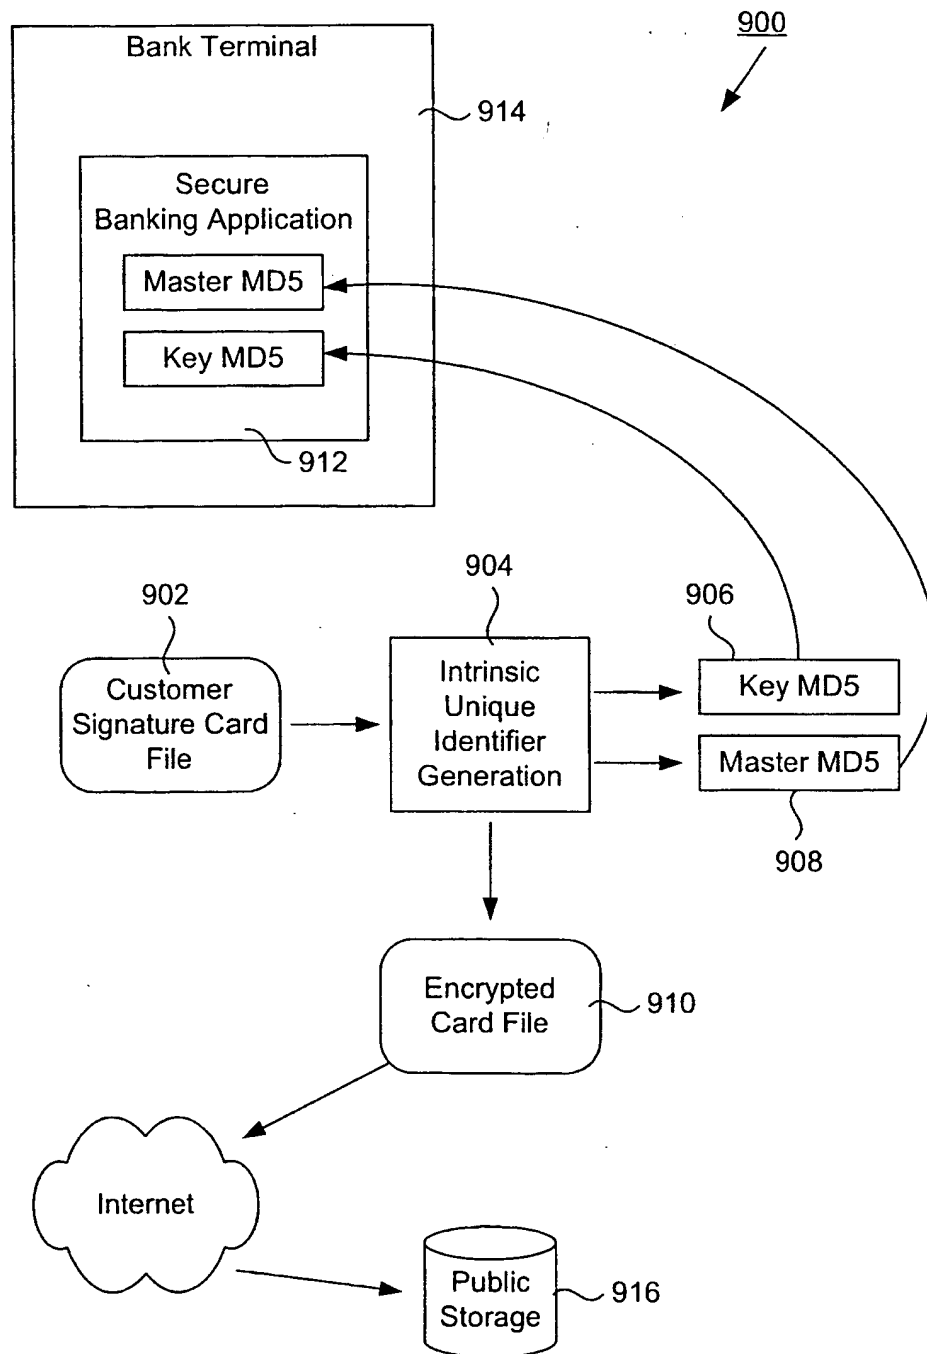 900
Bank Terminal
914
Secure
Banking Application
Master MD5
Key MD5
912
902
904
906
Customer
Signature Card
File
Intrinsic
Unique
Identifier
Generation
Key MD5
Master MD5
908
Encrypted
Card File
910
Internet
Public
Storage
916